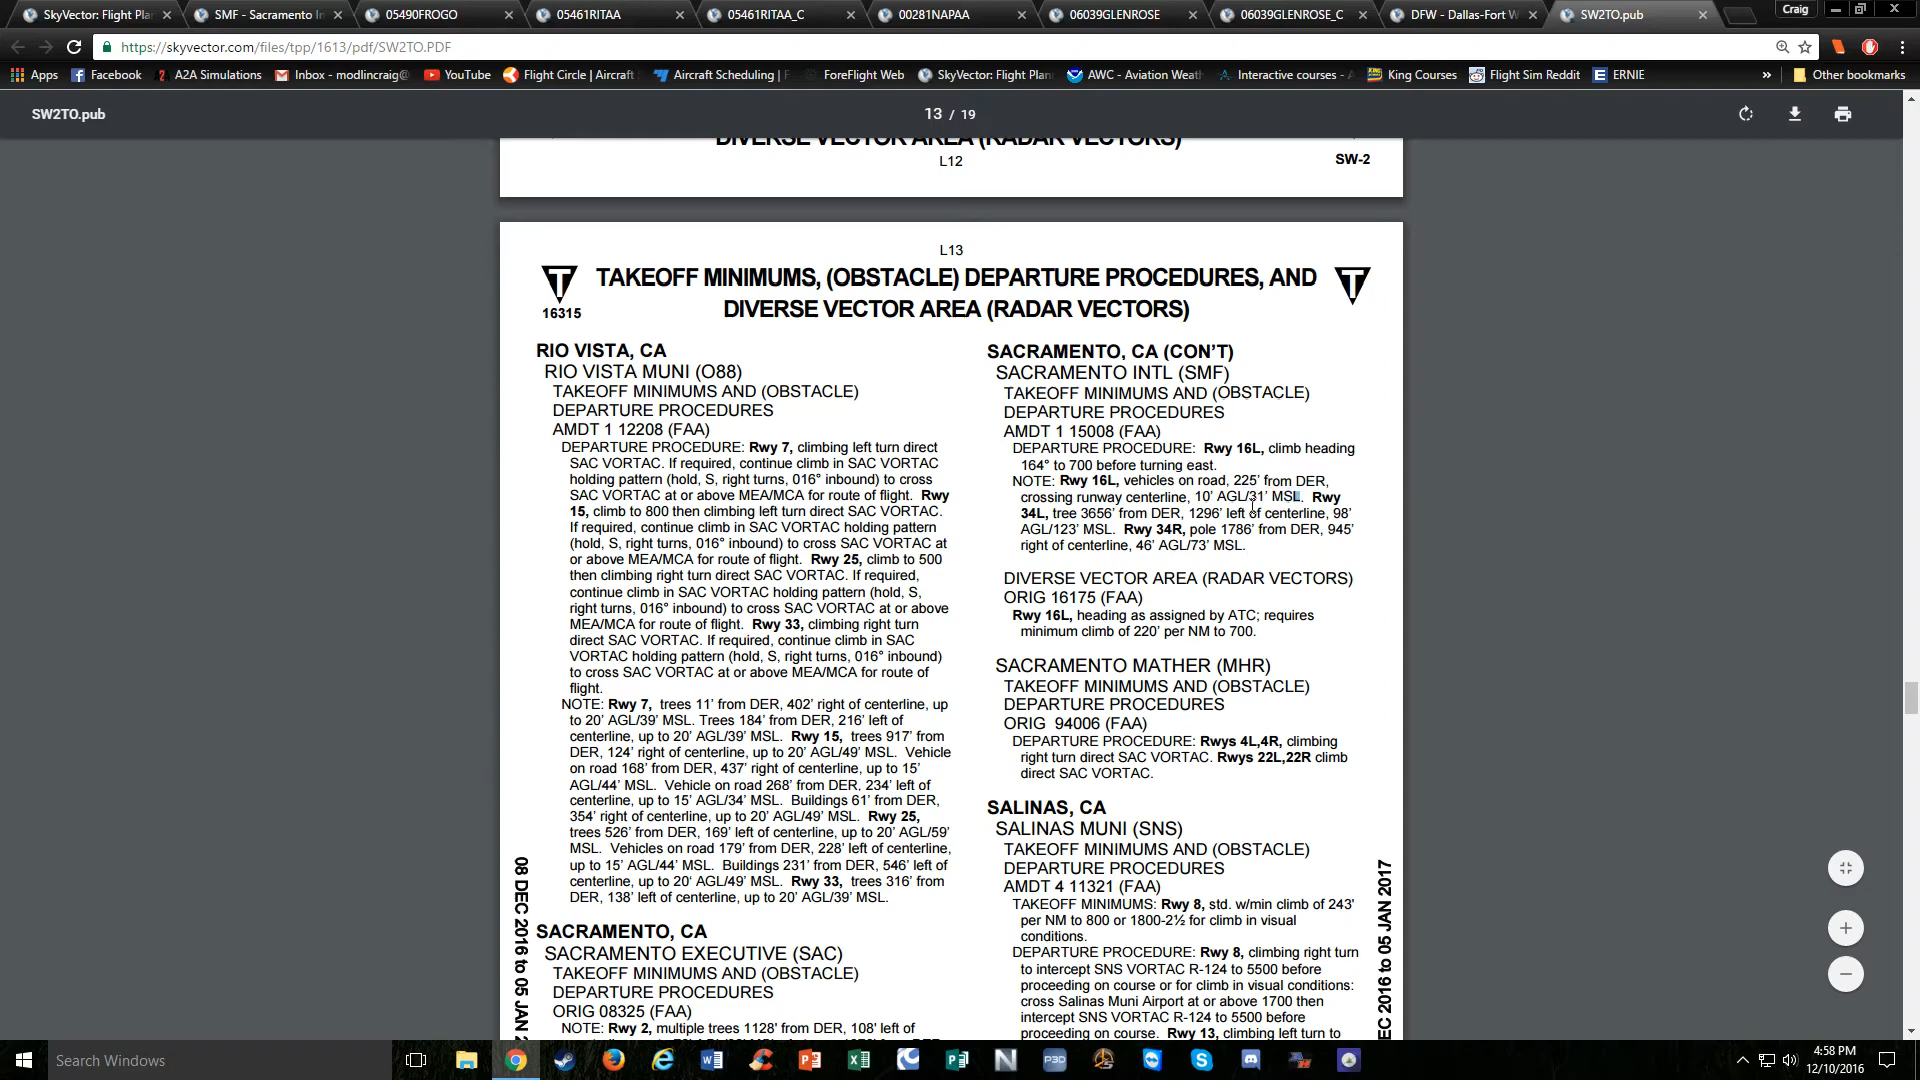 SkyVector: Flight Pla
SMF - Sacramento In
05490FROGO
05461RITAA
05461RITAA_C
00281NAPAA
06039GLENROSE
06039GLENROSE_C
DFW - Dallas-Fort W
SW2TO.pub
Craig
https://skyvector.com/files/tpp/1613/pdf/SW2TO.PDF
Apps
Facebook
A2A Simulations
Inbox - modlincraig@
YouTube
Flight Circle | Aircraft
Aircraft Scheduling | F
ForeFlight Web
SkyVector: Flight Plan
AWC - Aviation Weath
Interactive courses - A
King Courses
Flight Sim Reddit
ERNIE
Other bookmarks
SW2TO.pub
13 / 19
DIVERSE VECTOR AREA (RADAR VECTORS)
L12
SW-2
L13
TAKEOFF MINIMUMS, (OBSTACLE) DEPARTURE PROCEDURES, AND
DIVERSE VECTOR AREA (RADAR VECTORS)
T
T
16315
RIO VISTA, CA
RIO VISTA MUNI (O88)
TAKEOFF MINIMUMS AND (OBSTACLE)
DEPARTURE PROCEDURES
AMDT 1 12208 (FAA)
DEPARTURE PROCEDURE: Rwy 7, climbing left turn direct
SAC VORTAC. If required, continue climb in SAC VORTAC
holding pattern (hold, S, right turns, 016° inbound) to cross
SAC VORTAC at or above MEA/MCA for route of flight. Rwy
15, climb to 800 then climbing left turn direct SAC VORTAC.
If required, continue climb in SAC VORTAC holding pattern
(hold, S, right turns, 016° inbound) to cross SAC VORTAC at
or above MEA/MCA for route of flight. Rwy 25, climb to 500
then climbing right turn direct SAC VORTAC. If required,
continue climb in SAC VORTAC holding pattern (hold, S,
right turns, 016° inbound) to cross SAC VORTAC at or above
MEA/MCA for route of flight. Rwy 33, climbing right turn
direct SAC VORTAC. If required, continue climb in SAC
VORTAC holding pattern (hold, S, right turns, 016° inbound)
to cross SAC VORTAC at or above MEA/MCA for route of
flight.
NOTE: Rwy 7, trees 11' from DER, 402' right of centerline, up
to 20' AGL/39' MSL. Trees 184' from DER, 216' left of
centerline, up to 20' AGL/39' MSL. Rwy 15, trees 917' from
DER, 124' right of centerline, up to 20' AGL/49' MSL. Vehicle
on road 168' from DER, 437' right of centerline, up to 15'
AGL/44' MSL. Vehicle on road 268' from DER, 234' left of
centerline, up to 15' AGL/34' MSL. Buildings 61' from DER,
354' right of centerline, up to 20' AGL/49' MSL. Rwy 25,
trees 526' from DER, 169' left of centerline, up to 20' AGL/59'
MSL. Vehicles on road 179' from DER, 228' left of centerline,
up to 15' AGL/44' MSL. Buildings 231' from DER, 546' left of
centerline, up to 20' AGL/49' MSL. Rwy 33, trees 316' from
DER, 138' left of centerline, up to 20' AGL/39' MSL.
SACRAMENTO, CA
SACRAMENTO EXECUTIVE (SAC)
TAKEOFF MINIMUMS AND (OBSTACLE)
DEPARTURE PROCEDURES
ORIG 08325 (FAA)
NOTE: Rwy 2, multiple trees 1128' from DER, 108' left of
SACRAMENTO, CA (CON'T)
SACRAMENTO INTL (SMF)
TAKEOFF MINIMUMS AND (OBSTACLE)
DEPARTURE PROCEDURES
AMDT 1 15008 (FAA)
DEPARTURE PROCEDURE: Rwy 16L, climb heading
164° to 700 before turning east.
NOTE: Rwy 16L, vehicles on road, 225' from DER,
crossing runway centerline, 10' AGL/31' MSL. Rwy
34L, tree 3656' from DER, 1296' left of centerline, 98'
AGL/123' MSL. Rwy 34R, pole 1786' from DER, 945'
right of centerline, 46' AGL/73' MSL.
DIVERSE VECTOR AREA (RADAR VECTORS)
ORIG 16175 (FAA)
Rwy 16L, heading as assigned by ATC; requires
minimum climb of 220' per NM to 700.
SACRAMENTO MATHER (MHR)
TAKEOFF MINIMUMS AND (OBSTACLE)
DEPARTURE PROCEDURES
ORIG 94006 (FAA)
DEPARTURE PROCEDURE: Rwys 4L,4R, climbing
right turn direct SAC VORTAC. Rwys 22L,22R climb
direct SAC VORTAC.
SALINAS, CA
SALINAS MUNI (SNS)
TAKEOFF MINIMUMS AND (OBSTACLE)
DEPARTURE PROCEDURES
AMDT 4 11321 (FAA)
TAKEOFF MINIMUMS: Rwy 8, std. w/min climb of 243'
per NM to 800 or 1800-2½ for climb in visual
conditions.
DEPARTURE PROCEDURE: Rwy 8, climbing right turn
to intercept SNS VORTAC R-124 to 5500 before
proceeding on course or for climb in visual conditions:
cross Salinas Muni Airport at or above 1700 then
intercept SNS VORTAC R-124 to 5500 before
proceeding on course. Rwy 13, climbing left turn to
08 DEC 2016 to 05 JAN 2
EC 2016 to 05 JAN 2017
Search Windows
P3D
4:58 PM
12/10/2016